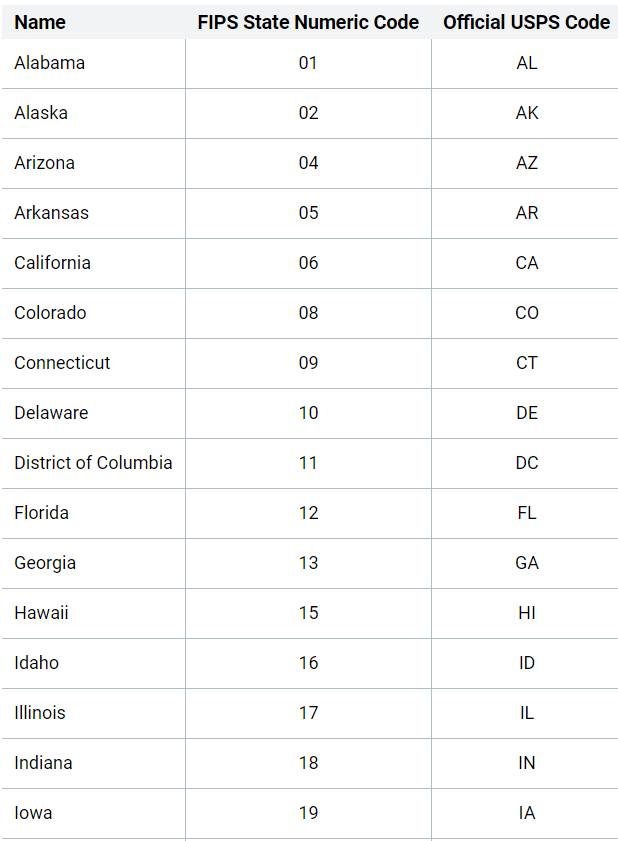 Name FIPS State Numeric Code Official USPS Code
Alabama 01 AL
Alaska 02 AK
Arizona 04 AZ
Arkansas 05 AR
California 06 CA
Colorado 08 CO
Connecticut 09 CT
Delaware 10 DE
District of Columbia 11 DC
Florida 12 FL
Georgia 13 GA
Hawaii 15 HI
Idaho 16 ID
Illinois 17 IL
Indiana 18 IN
Iowa 19 IA